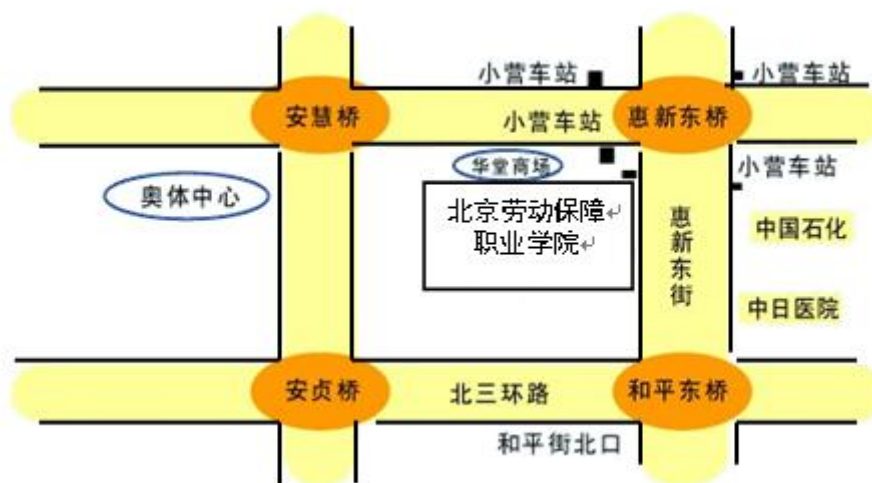 小营车站
小营车站
安慧桥
小营车站
惠新东桥
华堂商场
小营车站
奥体中心
北京劳动保障
职业学院
惠新东街
中国石化
中日医院
安贞桥
北三环路
和平东桥
和平街北口